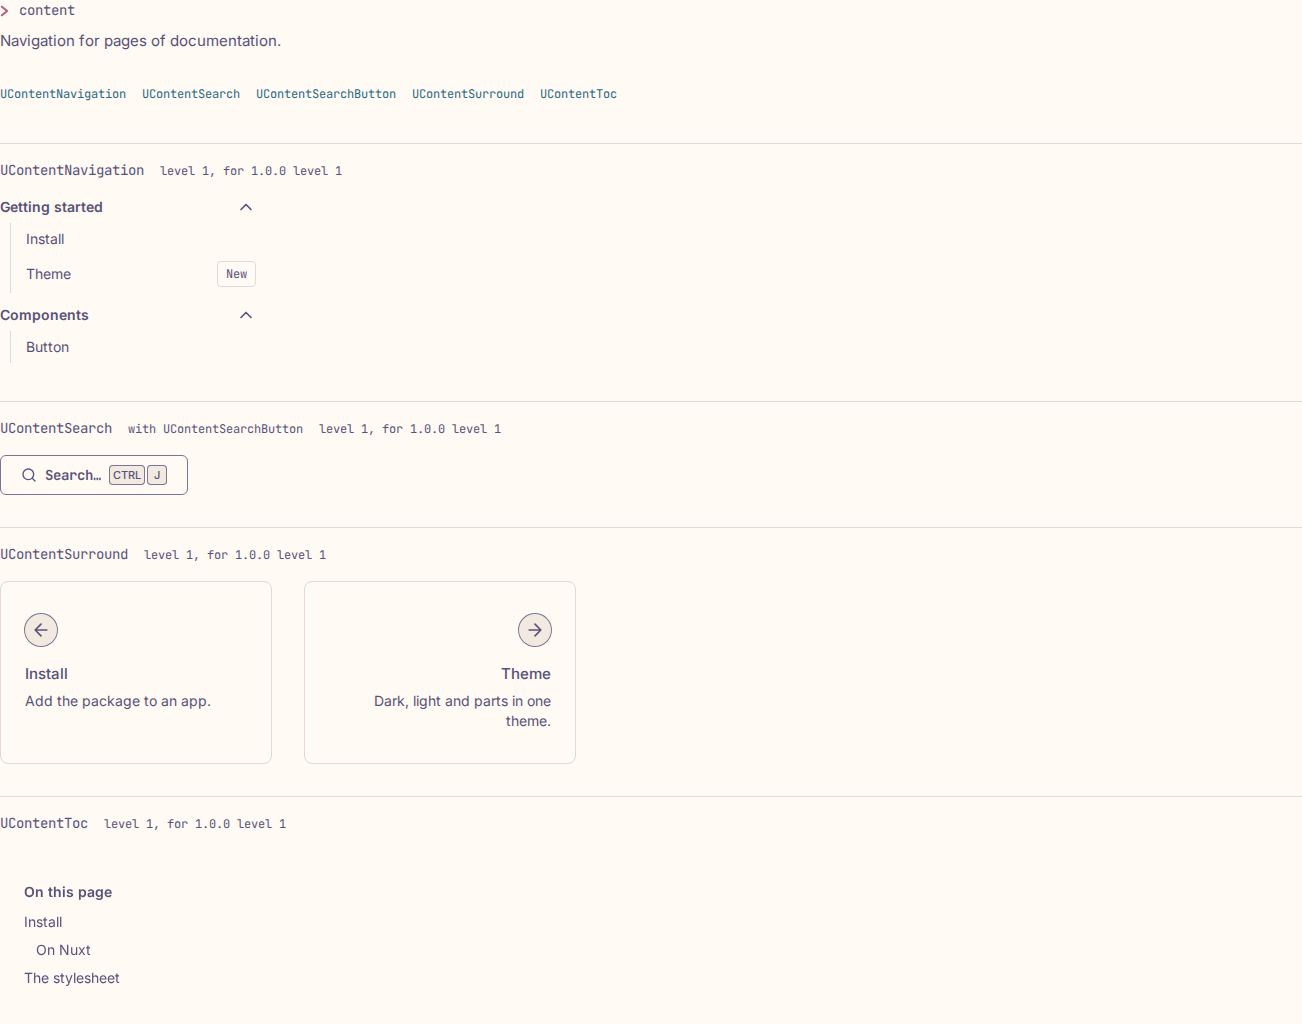 content
Navigation for pages of documentation.
UContentNavigation UContentSearch UContentSearchButton UContentSurround UContentToc
UContentNavigation level 1, for 1.0.0 level 1
Getting started
Install
Theme New
Components
Button
UContentSearch with UContentSearchButton level 1, for 1.0.0 level 1
Search… CTRL J
UContentSurround level 1, for 1.0.0 level 1
Install
Add the package to an app.
Theme
Dark, light and parts in one
theme.
UContentToc level 1, for 1.0.0 level 1
On this page
Install
On Nuxt
The stylesheet